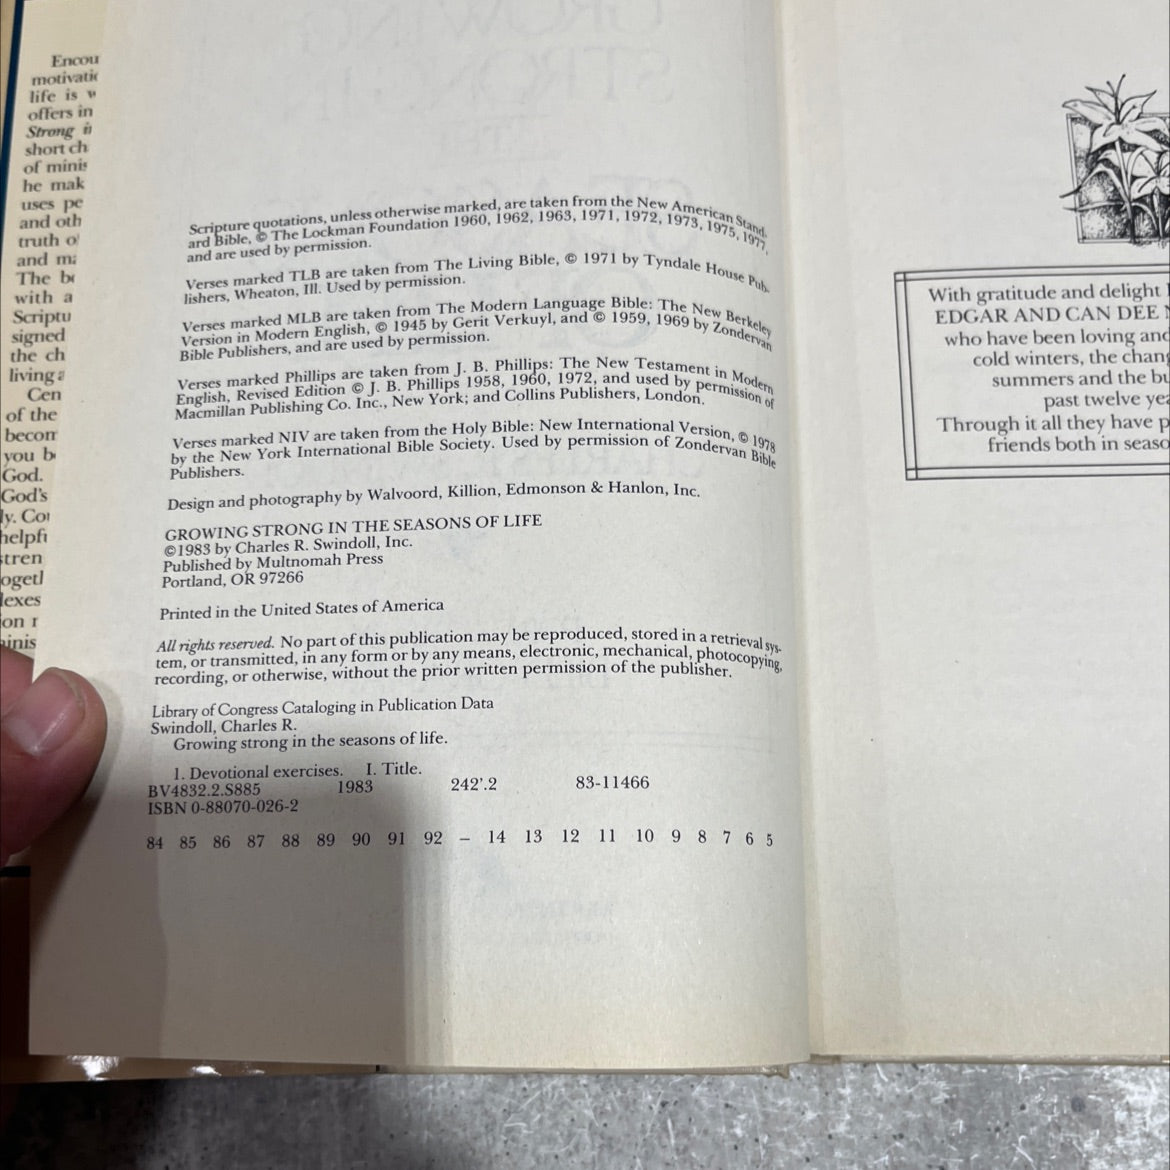 Encou
motivatic
life is w
offers in
Strong in
short ch
of minis
he mak
uses pe
and oth
truth o
and ma
The be
with a
Scriptu
signed
the ch
living a
Cen
of the
becom
you be
God.
God's
ly. Con
helpfu
stren
ogetl
lexes
on r
inis
Scripture quotations, unless otherwise marked, are taken from the New American Stand-
ard Bible, © The Lockman Foundation 1960, 1962, 1963, 1971, 1972, 1973, 1975, 1977,
and are used by permission.
Verses marked TLB are taken from The Living Bible, © 1971 by Tyndale House Pub-
lishers, Wheaton, Ill. Used by permission.
Verses marked MLB are taken from The Modern Language Bible: The New Berkeley
Version in Modern English, © 1945 by Gerit Verkuyl, and © 1959, 1969 by Zondervan
Bible Publishers, and are used by permission.
Verses marked Phillips are taken from J. B. Phillips: The New Testament in Modern
English, Revised Edition © J. B. Phillips 1958, 1960, 1972, and used by permission of
Macmillan Publishing Co. Inc., New York; and Collins Publishers, London.
Verses marked NIV are taken from the Holy Bible: New International Version, © 1978
by the New York International Bible Society. Used by permission of Zondervan Bible
Publishers.
Design and photography by Walvoord, Killion, Edmonson & Hanlon, Inc.
GROWING STRONG IN THE SEASONS OF LIFE
©1983 by Charles R. Swindoll, Inc.
Published by Multnomah Press
Portland, OR 97266
Printed in the United States of America
All rights reserved. No part of this publication may be reproduced, stored in a retrieval sys-
tem, or transmitted, in any form or by any means, electronic, mechanical, photocopying,
recording, or otherwise, without the prior written permission of the publisher.
Library of Congress Cataloging in Publication Data
Swindoll, Charles R.
Growing strong in the seasons of life.
1. Devotional exercises. I. Title.
BV4832.2.S885 1983 242'.2 83-11466
ISBN 0-88070-026-2
84 85 86 87 88 89 90 91 92 – 14 13 12 11 10 9 8 7 6 5
With gratitude and delight
EDGAR AND CAN DEE
who have been loving and
cold winters, the chang
summers and the bu
past twelve yea
Through it all they have p
friends both in seaso